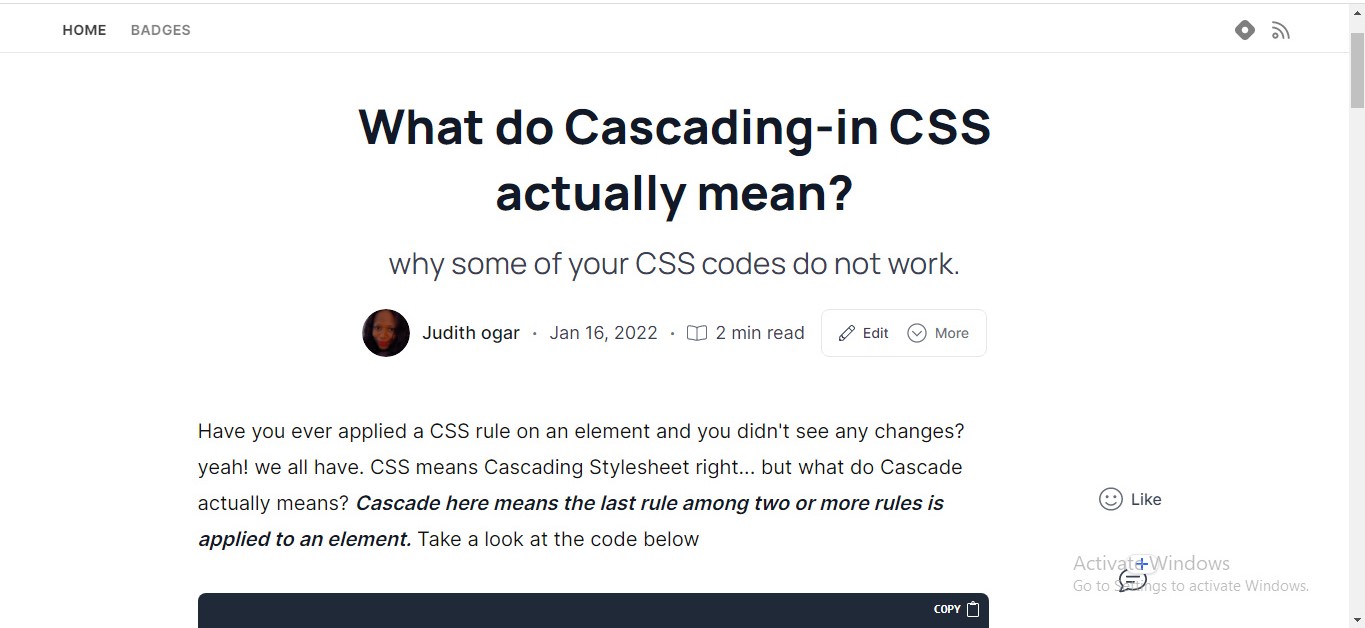 HOME BADGES
What do Cascading-in CSS
actually mean?
why some of your CSS codes do not work.
Judith ogar · Jan 16, 2022 · 2 min read Edit More
Have you ever applied a CSS rule on an element and you didn't see any changes?
yeah! we all have. CSS means Cascading Stylesheet right... but what do Cascade
actually means? Cascade here means the last rule among two or more rules is
applied to an element. Take a look at the code below
Like
Activate Windows
Go to Settings to activate Windows.
COPY